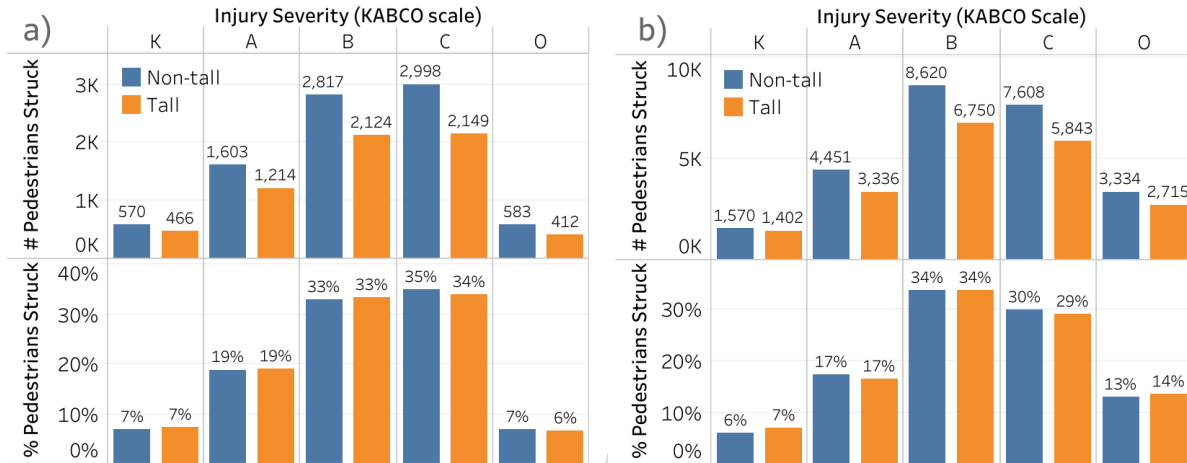 a)
Injury Severity (KABCO scale)
K A B C O
# Pedestrians Struck
3K
2K
1K
0K
Non-tall
Tall
570 466 1,603 1,214 2,817 2,124 2,998 2,149 583 412
% Pedestrians Struck
40%
30%
20%
10%
0%
7% 7% 19% 19% 33% 33% 35% 34% 7% 6%
b)
Injury Severity (KABCO Scale)
K A B C O
# Pedestrians Struck
10K
5K
0K
Non-tall
Tall
1,570 1,402 4,451 3,336 8,620 6,750 7,608 5,843 3,334 2,715
% Pedestrians Struck
30%
20%
10%
0%
6% 7% 17% 17% 34% 34% 30% 29% 13% 14%